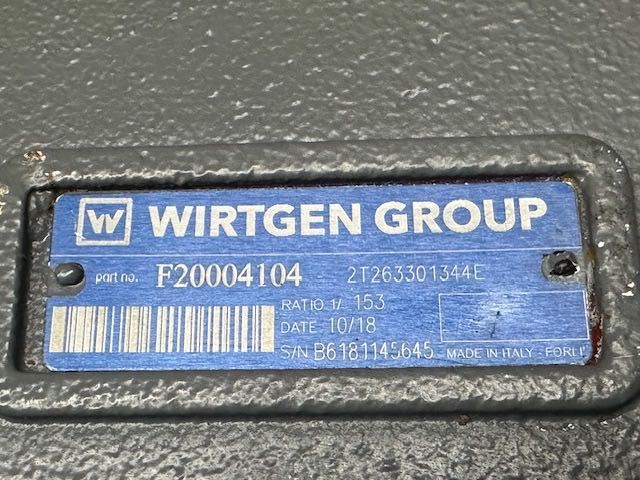 W WIRTGEN GROUP
part no. F20004104 2T263301344E
RATIO 1/ 153
DATE 10/18
S/N B6181145645 MADE IN ITALY - FORLI'